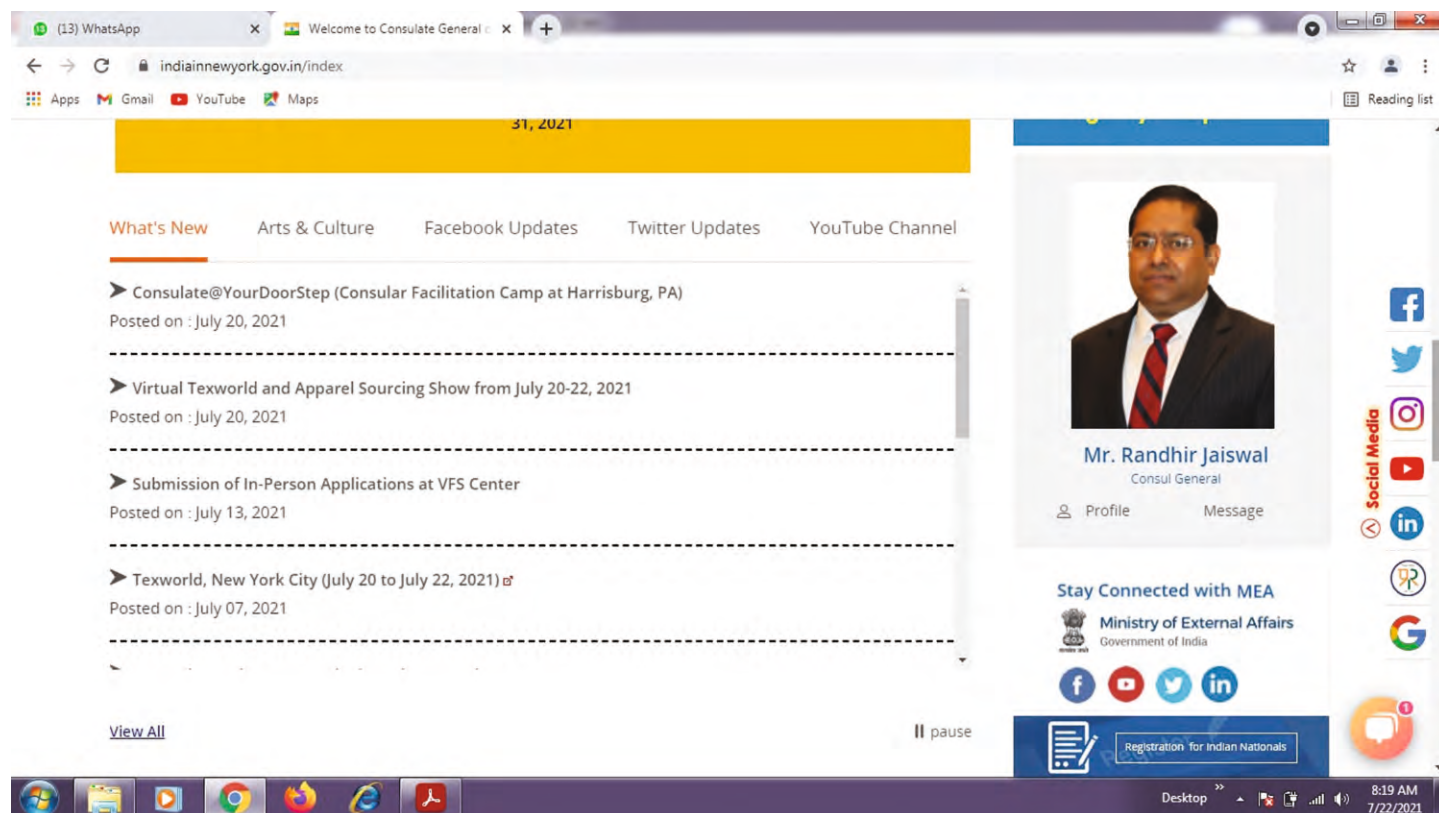 (13) WhatsApp
Welcome to Consulate General
indiainnewyork.gov.in/index
Apps
Gmail
YouTube
Maps
Reading list
31, 2021
What's New
Arts & Culture
Facebook Updates
Twitter Updates
YouTube Channel
Consulate@YourDoorStep (Consular Facilitation Camp at Harrisburg, PA)
Posted on : July 20, 2021
Virtual Texworld and Apparel Sourcing Show from July 20-22, 2021
Posted on : July 20, 2021
Submission of In-Person Applications at VFS Center
Posted on : July 13, 2021
Texworld, New York City (July 20 to July 22, 2021)
Posted on : July 07, 2021
View All
pause
Mr. Randhir Jaiswal
Consul General
Profile
Message
Stay Connected with MEA
Ministry of External Affairs
Government of India
Registration for Indian Nationals
Social Media
1
Desktop
8:19 AM
7/22/2021